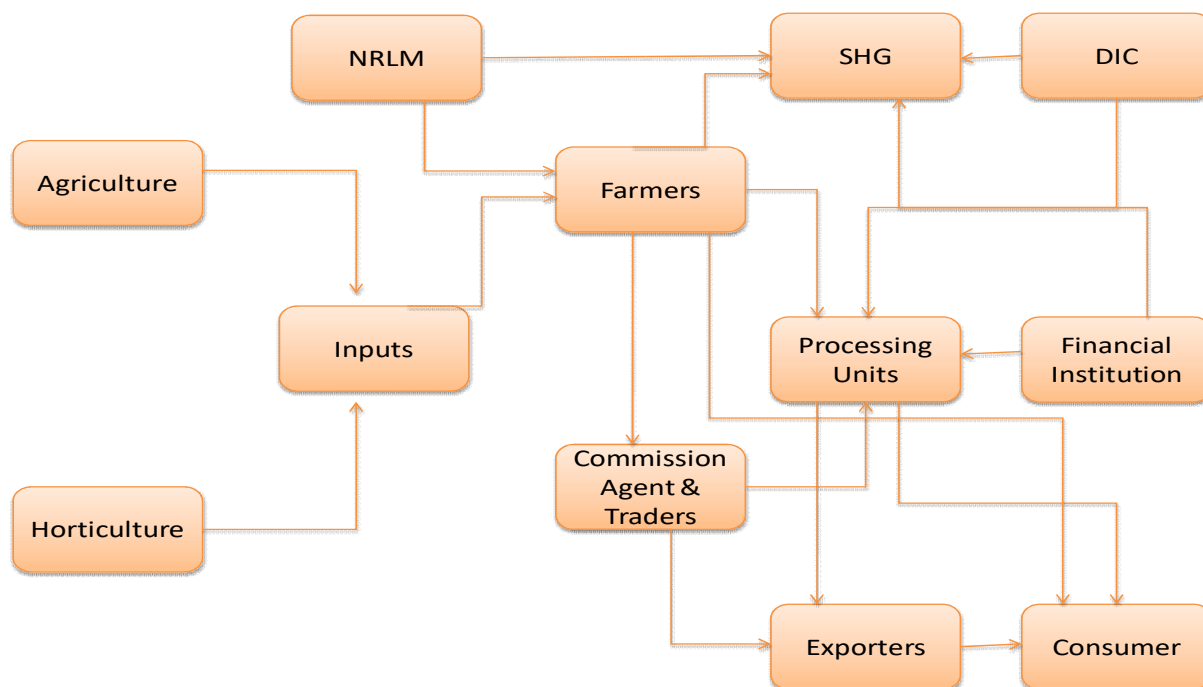 NRLM
SHG
DIC
Agriculture
Farmers
Inputs
Processing
Units
Financial
Institution
Commission
Agent &
Traders
Horticulture
Exporters
Consumer